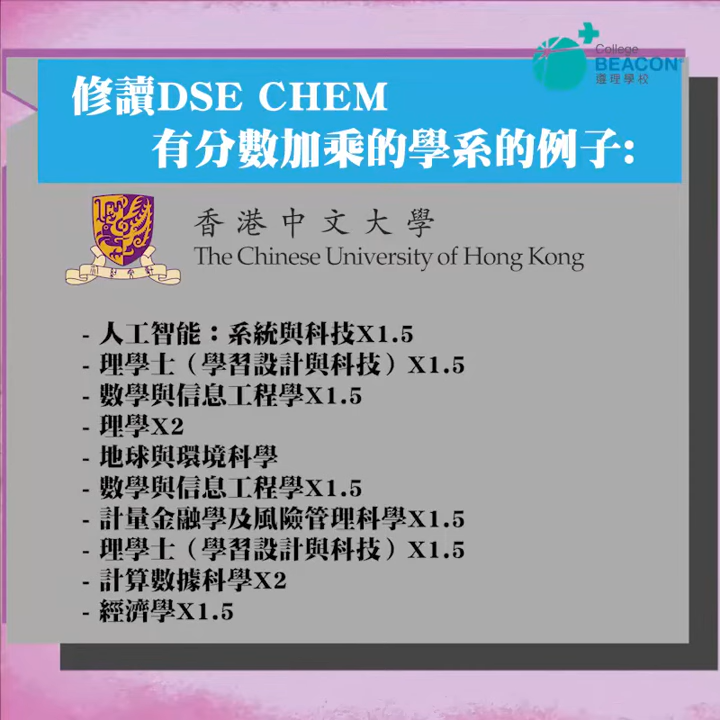 College
BEACON
遵理學校
修讀DSE CHEM
有分數加乘的學系的例子:
香港中文大學
The Chinese University of Hong Kong
- 人工智能：系統與科技X1.5
- 理學士（學習設計與科技）X1.5
- 數學與信息工程學X1.5
- 理學X2
- 地球與環境科學
- 數學與信息工程學X1.5
- 計量金融學及風險管理科學X1.5
- 理學士（學習設計與科技）X1.5
- 計算數據科學X2
- 經濟學X1.5